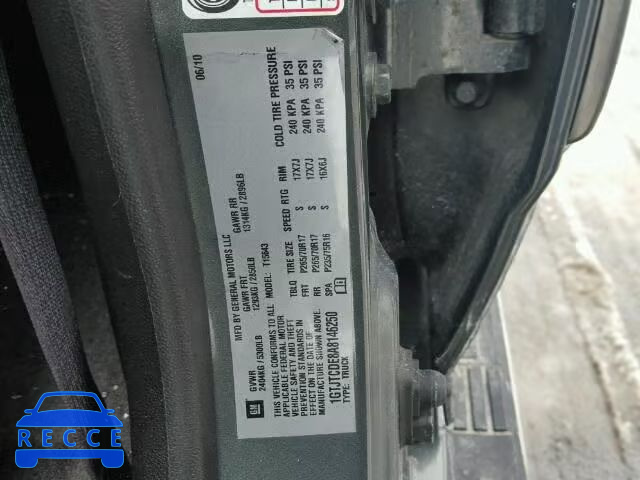 MFD BY GENERAL MOTORS LLC 06/10
GVWR GAWR FRT GAWR RR
2404KG / 5300LB 1293KG / 2850LB 1314KG / 2896LB
THIS VEHICLE CONFORMS TO ALL
APPLICABLE FEDERAL MOTOR
VEHICLE SAFETY AND THEFT
PREVENTION STANDARDS IN
EFFECT ON THE DATE OF
MANUFACTURE SHOWN ABOVE.
1GTJTCDE8A8146250
TYPE: TRUCK
MODEL: T15643
TBLQ TIRE SIZE SPEED RTG RIM COLD TIRE PRESSURE
FRT P265/70R17 S 17X7J 240 KPA 35 PSI
RR P265/70R17 S 17X7J 240 KPA 35 PSI
SPA P235/75R16 S 16X6J 240 KPA 35 PSI
GM
RECCE